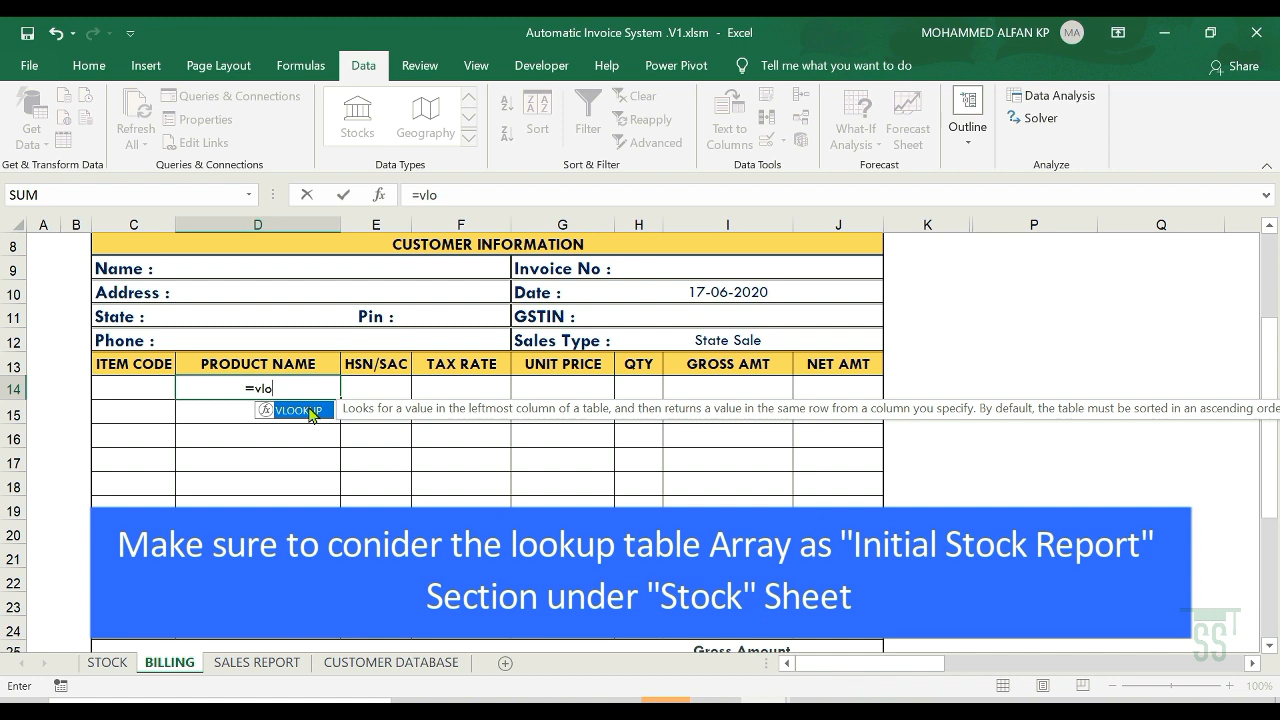 Automatic Invoice System .V1.xlsm - Excel
MOHAMMED ALFAN KP
MA
File Home Insert Page Layout Formulas Data Review View Developer Help Power Pivot Tell me what you want to do Share
Get Data
Refresh All
Queries & Connections
Properties
Edit Links
Stocks
Geography
Sort
Filter
Clear
Reapply
Advanced
Text to Columns
What-If Analysis
Forecast Sheet
Outline
Data Analysis
Solver
Get & Transform Data
Queries & Connections
Data Types
Sort & Filter
Data Tools
Forecast
Analyze
SUM
fx
=vlo
A B C D E F G H I J K P Q
8 CUSTOMER INFORMATION
9 Name : Invoice No :
10 Address : Date : 17-06-2020
11 State : Pin : GSTIN :
12 Phone : Sales Type : State Sale
13 ITEM CODE PRODUCT NAME HSN/SAC TAX RATE UNIT PRICE QTY GROSS AMT NET AMT
14 =vlo
fx VLOOKUP Looks for a value in the leftmost column of a table, and then returns a value in the same row from a column you specify. By default, the table must be sorted in an ascending orde
15
16
17
18
19
20
21
22
23
24
25 Gross Amount
Make sure to conider the lookup table Array as "Initial Stock Report"
Section under "Stock" Sheet
TSS
STOCK BILLING SALES REPORT CUSTOMER DATABASE
Enter
100%